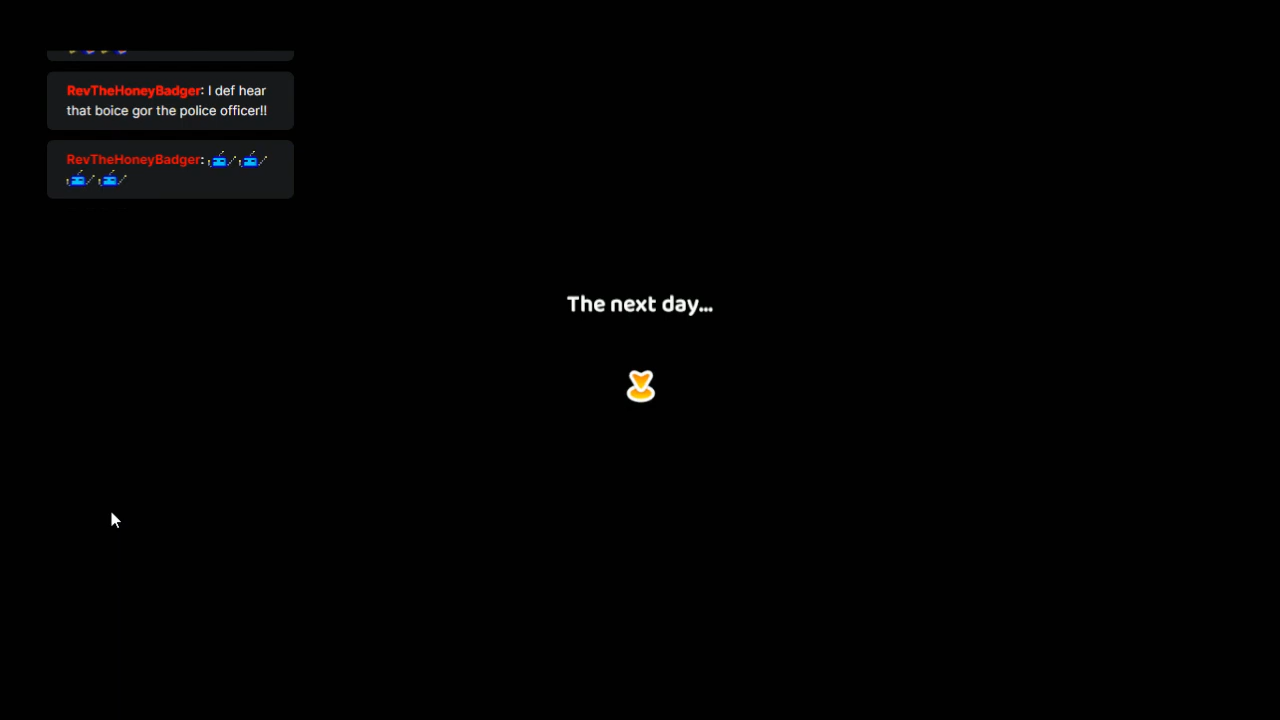 RevTheHoneyBadger: I def hear
that boice gor the police officer!!
RevTheHoneyBadger:
The next day...